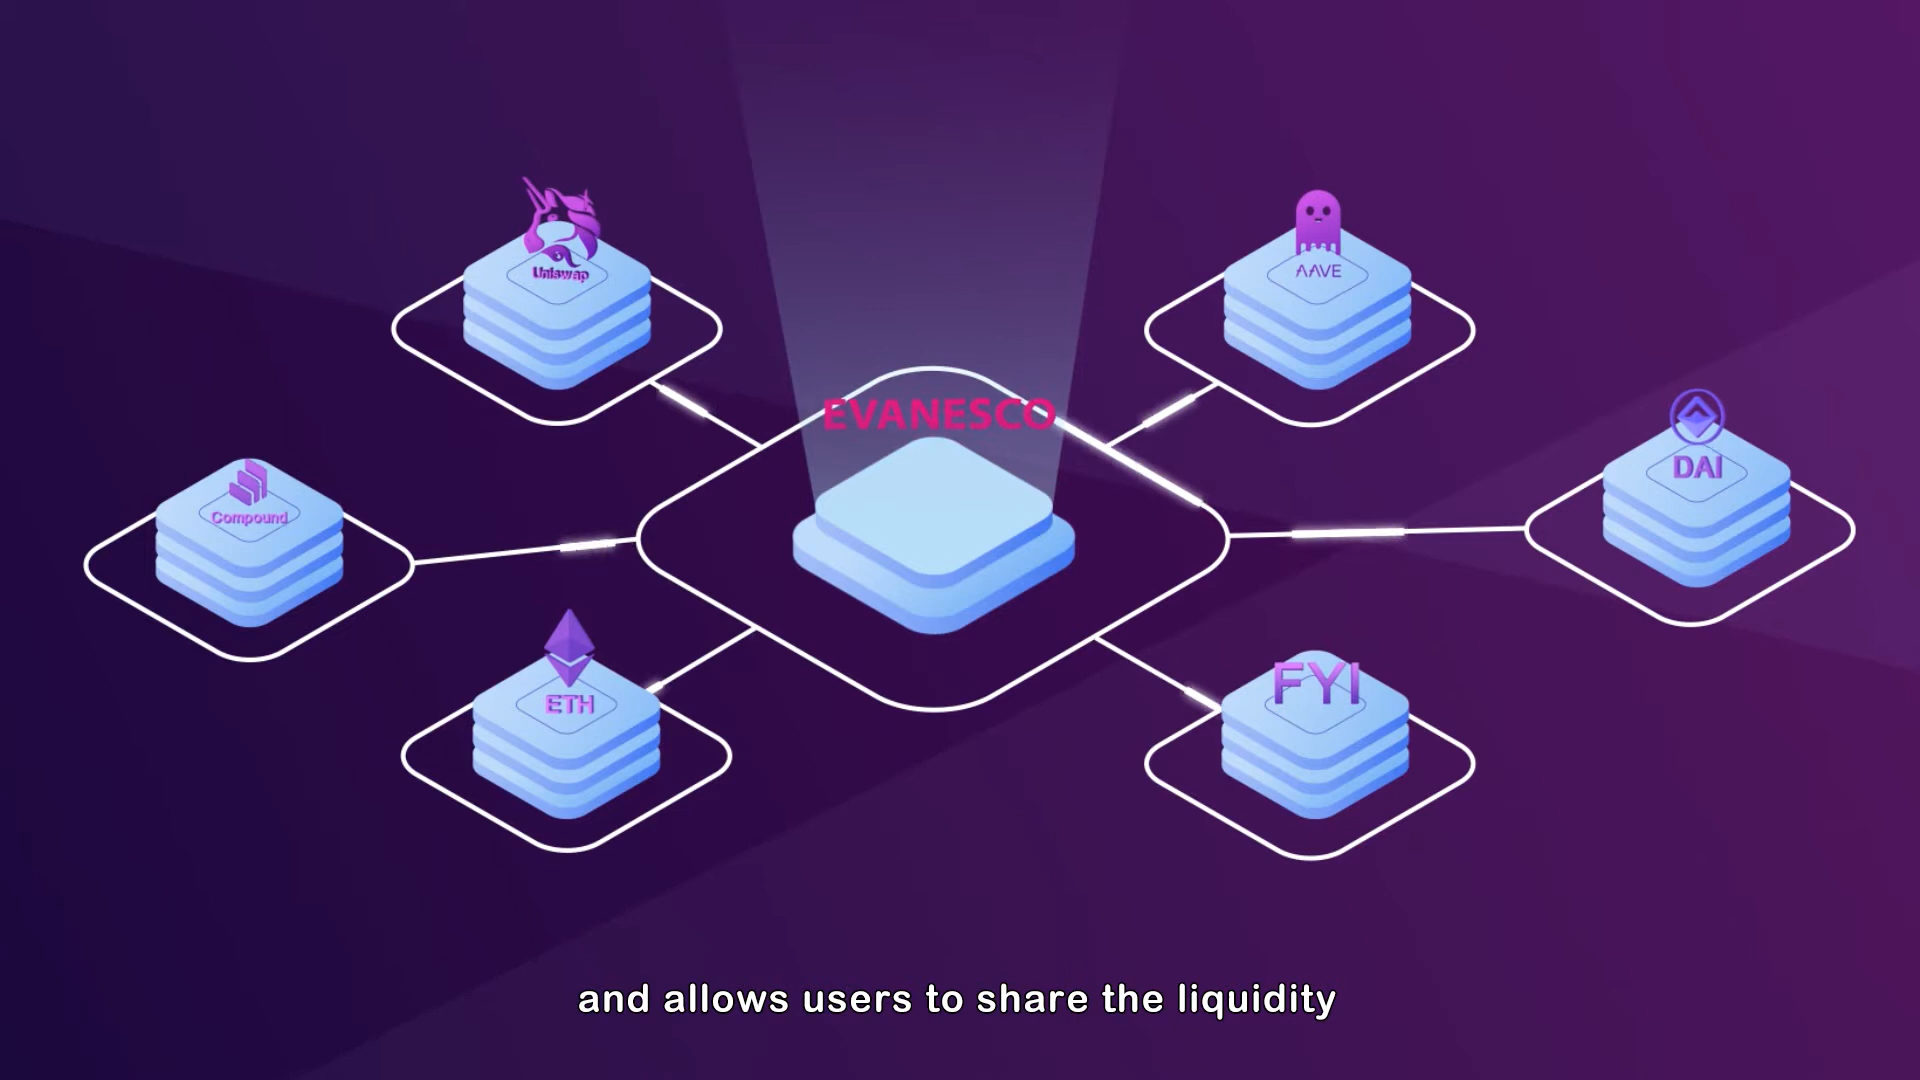 Uniswap
AAVE
EVANESCO
DAI
Compound
ETH
FYI
and allows users to share the liquidity